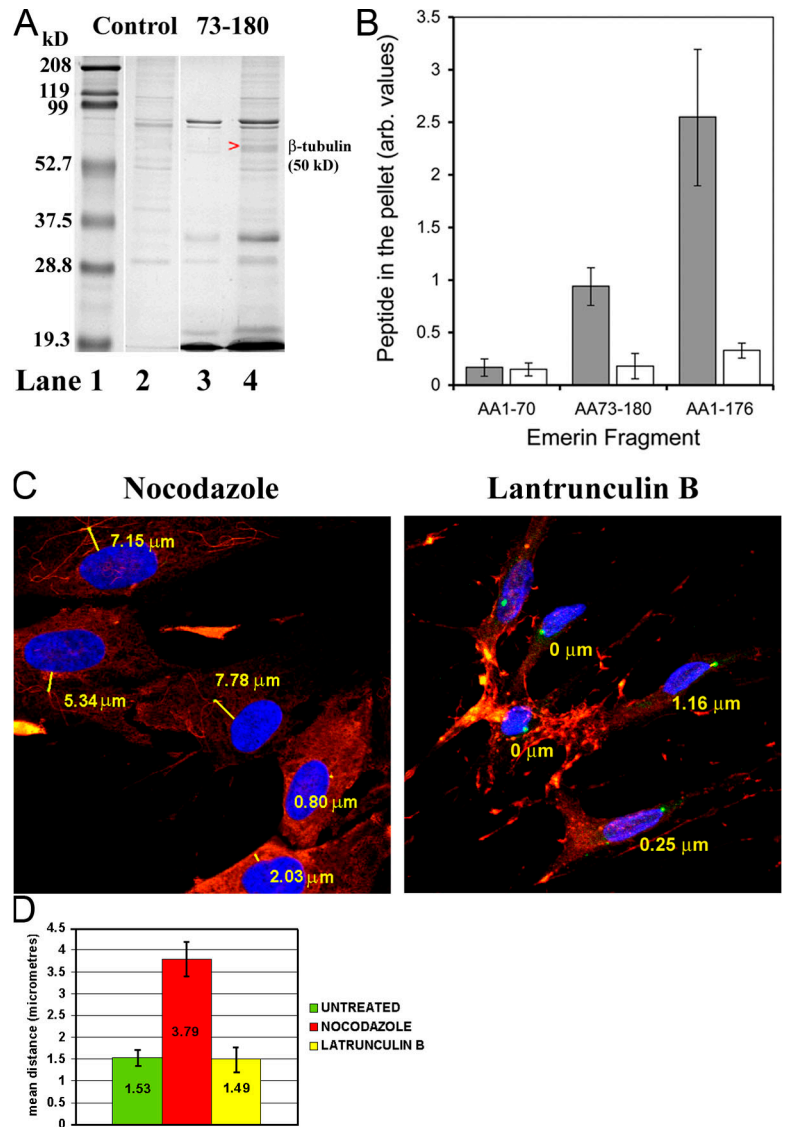 A
kD
Control 73-180
208
119
99
52.7
37.5
28.8
19.3
>
β-tubulin
(50 kD)
Lane 1 2 3 4
B
Peptide in the pellet (arb. values)
3.5
3
2.5
2
1.5
1
0.5
0
AA1-70 AA73-180 AA1-176
Emerin Fragment
C
Nocodazole
7.15 μm
5.34 μm
7.78 μm
0.80 μm
2.03 μm
Lantrunculin B
0 μm
1.16 μm
0 μm
0.25 μm
D
mean distance (micrometres)
4.5
4
3.5
3
2.5
2
1.5
1
0.5
0
1.53
3.79
1.49
UNTREATED
NOCODAZOLE
LATRUNCULIN B